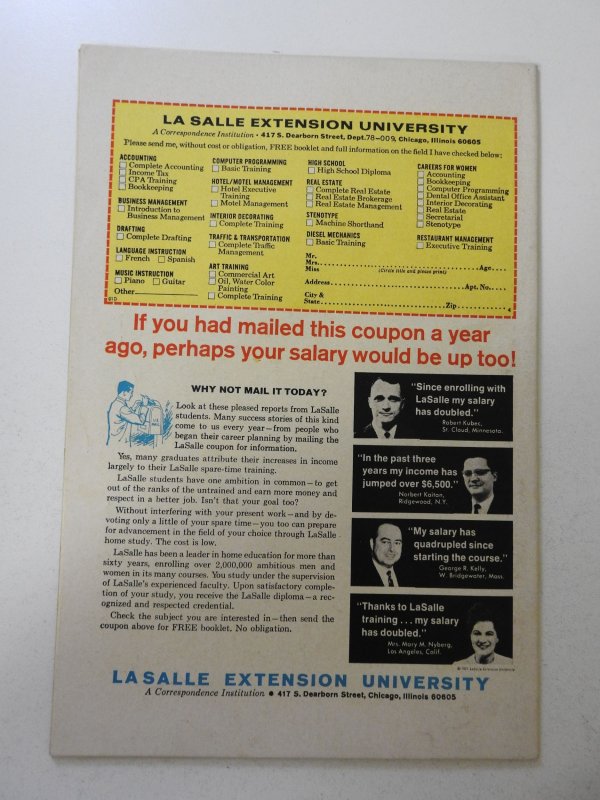 LA SALLE EXTENSION UNIVERSITY
A Correspondence Institution • 417 S. Dearborn Street, Dept. 78-009, Chicago, Illinois 60605
Please send me, without cost or obligation, FREE booklet and full information on the field I have checked below:
ACCOUNTING
Complete Accounting
Income Tax
CPA Training
Bookkeeping
BUSINESS MANAGEMENT
Introduction to
Business Management
DRAFTING
Complete Drafting
LANGUAGE INSTRUCTION
French Spanish
MUSIC INSTRUCTION
Piano Guitar
Other
COMPUTER PROGRAMMING
Basic Training
HOTEL/MOTEL MANAGEMENT
Hotel Executive
Training
Motel Management
INTERIOR DECORATING
Complete Training
TRAFFIC & TRANSPORTATION
Complete Traffic
Management
ART TRAINING
Commercial Art
Oil, Water Color
Painting
Complete Training
HIGH SCHOOL
High School Diploma
REAL ESTATE
Complete Real Estate
Real Estate Brokerage
Real Estate Management
STENOTYPE
Machine Shorthand
DIESEL MECHANICS
Basic Training
CAREERS FOR WOMEN
Accounting
Bookkeeping
Computer Programming
Dental Office Assistant
Interior Decorating
Real Estate
Secretarial
Stenotype
RESTAURANT MANAGEMENT
Executive Training
Mr.
Mrs. Age
Miss (Circle title and please print)
Address Apt. No.
City &
State Zip
If you had mailed this coupon a year
ago, perhaps your salary would be up too!
WHY NOT MAIL IT TODAY?
Look at these pleased reports from LaSalle
students. Many success stories of this kind
come to us every year—from people who
began their career planning by mailing the
LaSalle coupon for information.
Yes, many graduates attribute their increases in income
largely to their LaSalle spare-time training.
LaSalle students have one ambition in common—to get
out of the ranks of the untrained and earn more money and
respect in a better job. Isn't that your goal too?
Without interfering with your present work—and by de-
voting only a little of your spare time—you too can prepare
for advancement in the field of your choice through LaSalle
home study. The cost is low.
LaSalle has been a leader in home education for more than
sixty years, enrolling over 2,000,000 ambitious men and
women in its many courses. You study under the supervision
of LaSalle's experienced faculty. Upon satisfactory comple-
tion of your study, you receive the LaSalle diploma—a rec-
ognized and respected credential.
Check the subject you are interested in—then send the
coupon above for FREE booklet. No obligation.
"Since enrolling with
LaSalle my salary
has doubled."
Robert Kubec,
St. Cloud, Minnesota.
"In the past three
years my income has
jumped over $6,500."
Norbert Kaiton,
Ridgewood, N.Y.
"My salary has
quadrupled since
starting the course."
George R. Kelly,
W. Bridgewater, Mass.
"Thanks to LaSalle
training . . . my salary
has doubled."
Mrs. Mary M. Nyberg,
Los Angeles, Calif.
LA SALLE EXTENSION UNIVERSITY
A Correspondence Institution • 417 S. Dearborn Street, Chicago, Illinois 60605